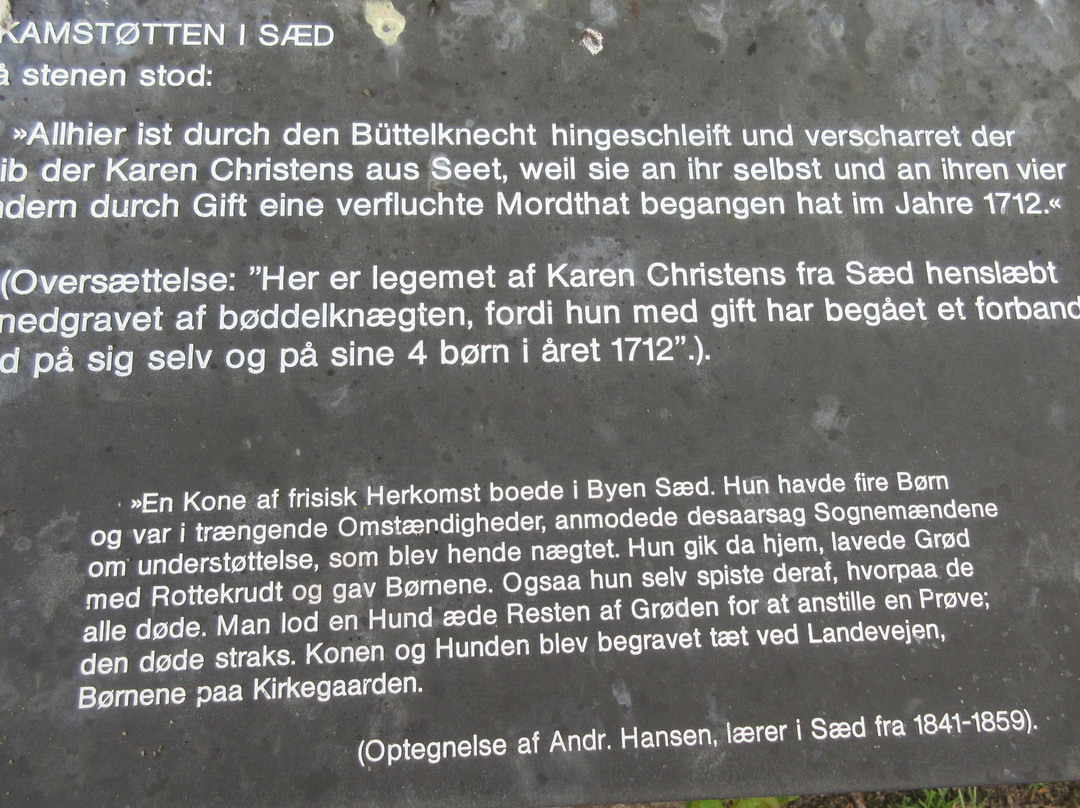 KAMSTØTTEN I SÆD
å stenen stod:
»Allhier ist durch den Büttelknecht hingeschleift und verscharret der
ib der Karen Christens aus Seet, weil sie an ihr selbst und an ihren vier
ndern durch Gift eine verfluchte Mordthat begangen hat im Jahre 1712.«
(Oversættelse: ”Her er legemet af Karen Christens fra Sæd henslæbt
nedgravet af bøddelknægten, fordi hun med gift har begået et forband
d på sig selv og på sine 4 børn i året 1712”.).
»En Kone af frisisk Herkomst boede i Byen Sæd. Hun havde fire Børn
og var i trængende Omstændigheder, anmodede desaarsag Sognemændene
om understøttelse, som blev hende nægtet. Hun gik da hjem, lavede Grød
med Rottekrudt og gav Børnene. Ogsaa hun selv spiste deraf, hvorpaa de
alle døde. Man lod en Hund æde Resten af Grøden for at anstille en Prøve;
den døde straks. Konen og Hunden blev begravet tæt ved Landevejen,
Børnene paa Kirkegaarden.
(Optegnelse af Andr. Hansen, lærer i Sæd fra 1841-1859).